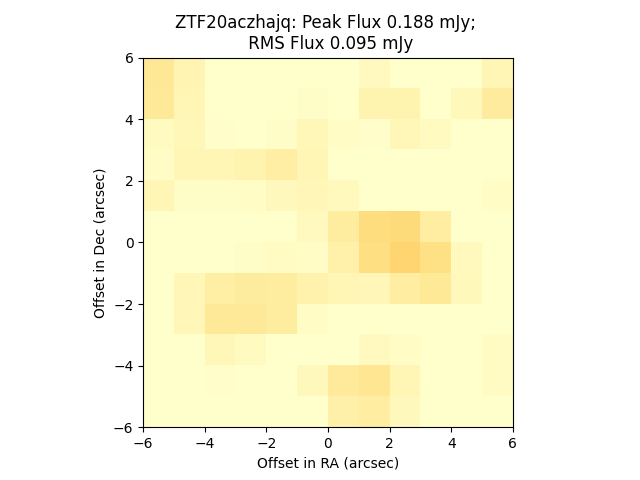 ZTF20aczhajq: Peak Flux 0.188 mJy;
RMS Flux 0.095 mJy
6
4
2
0
−2
−4
−6
Offset in Dec (arcsec)
−6 −4 −2 0 2 4 6
Offset in RA (arcsec)